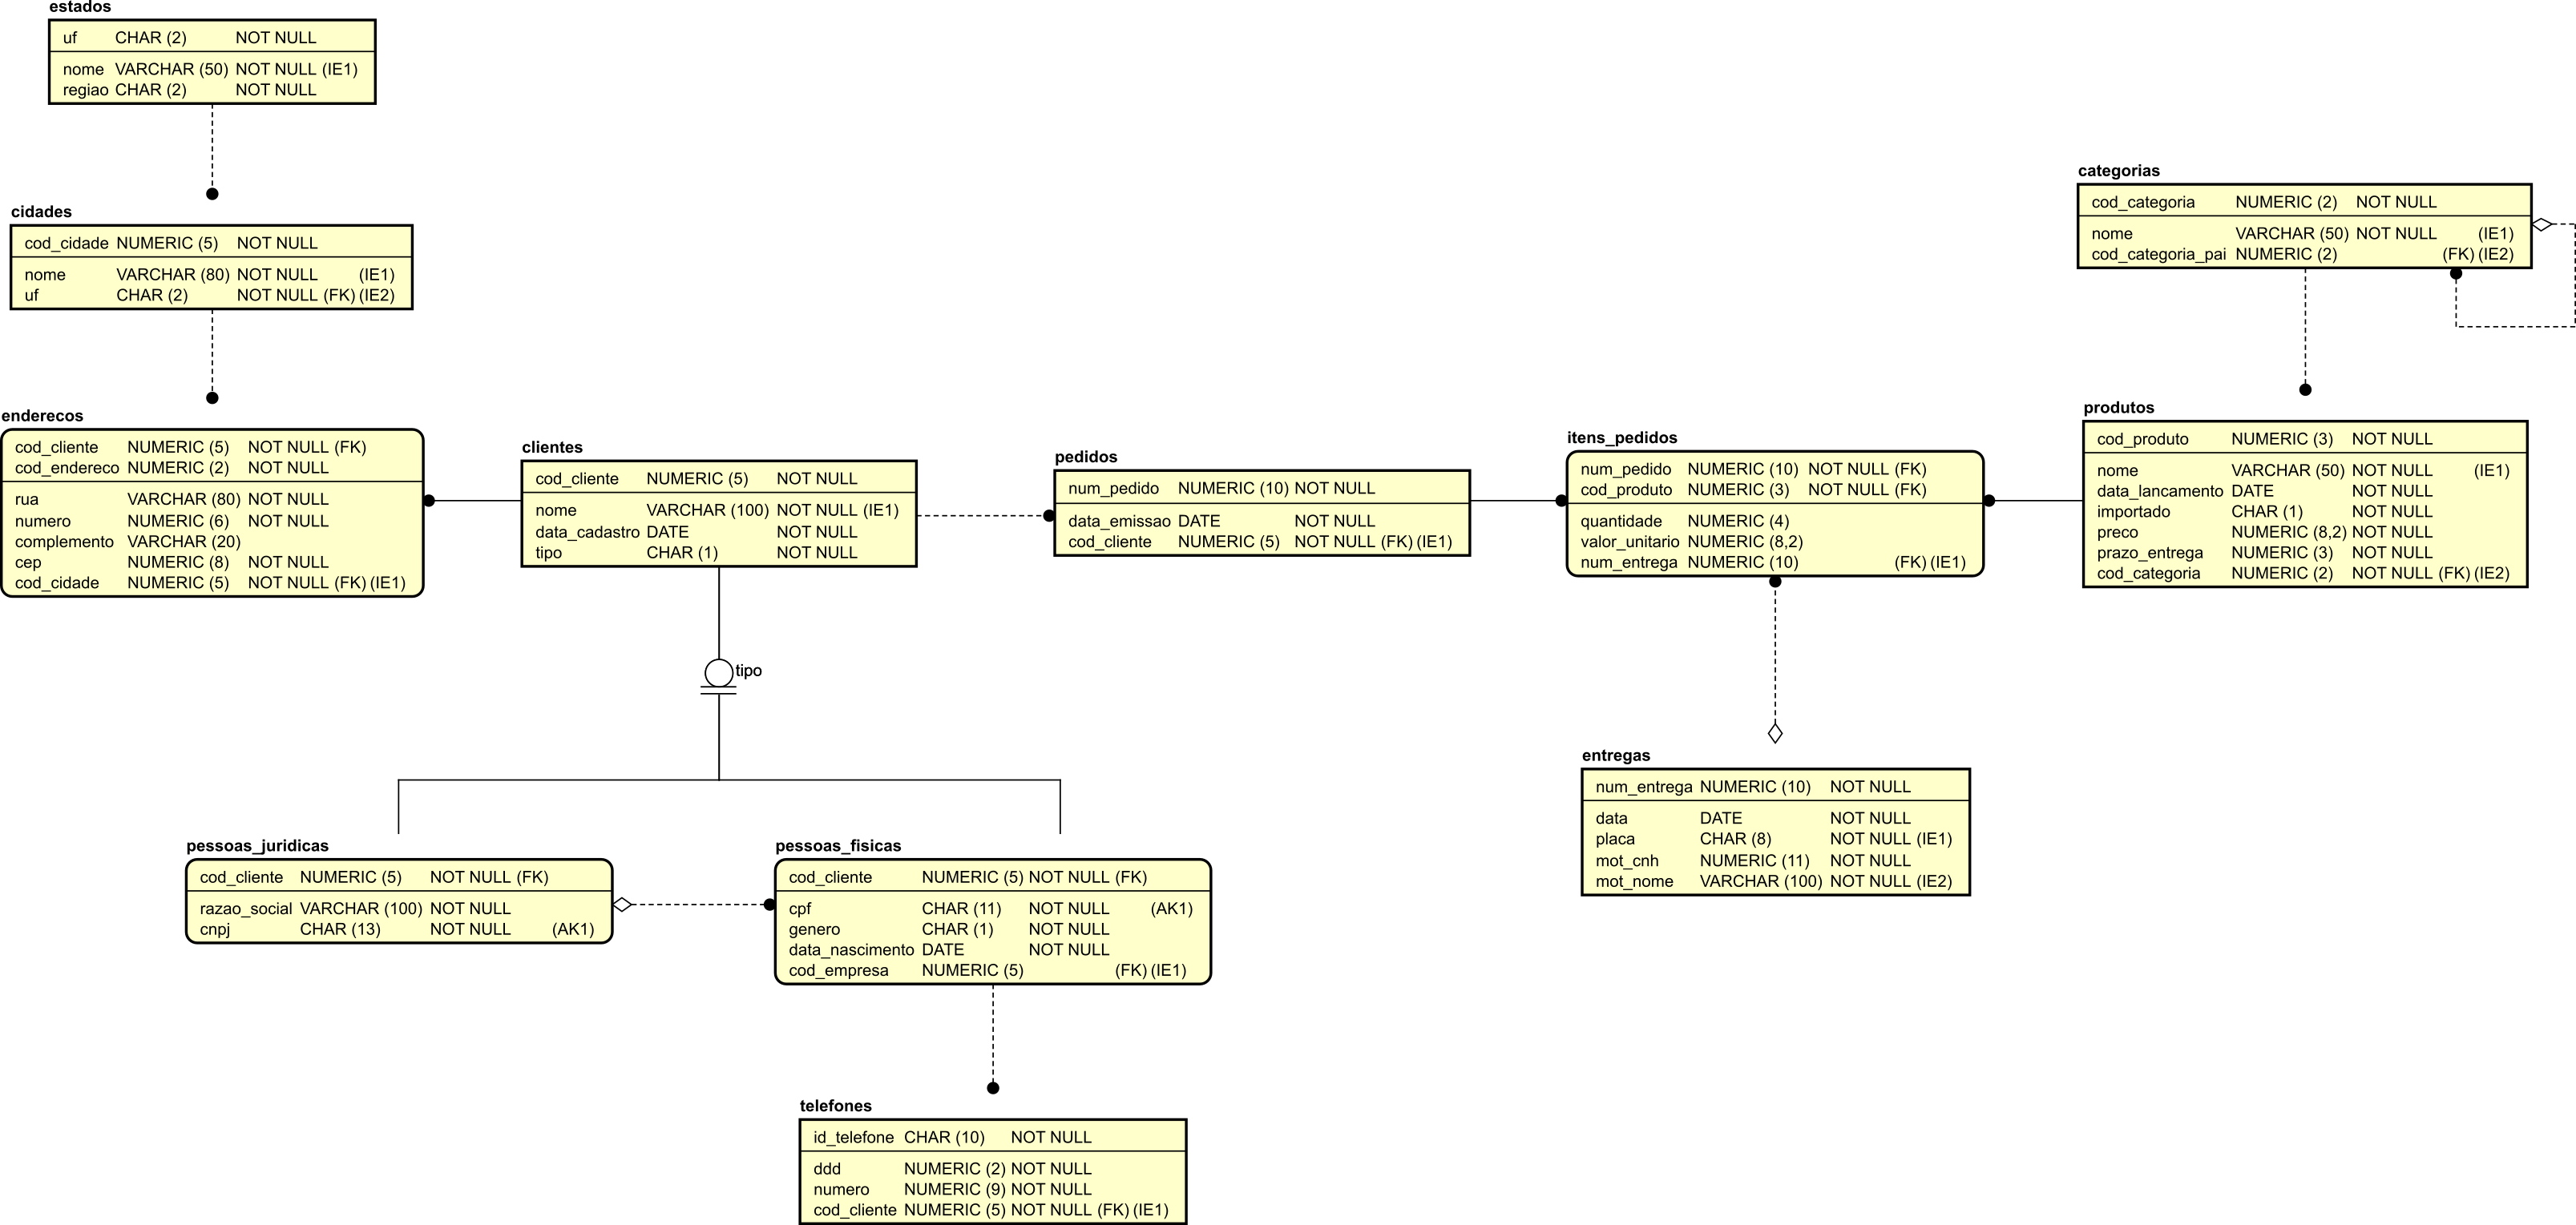 estados
uf CHAR (2) NOT NULL
nome VARCHAR (50) NOT NULL (IE1)
regiao CHAR (2) NOT NULL
cidades
cod_cidade NUMERIC (5) NOT NULL
nome VARCHAR (80) NOT NULL (IE1)
uf CHAR (2) NOT NULL (FK) (IE2)
enderecos
cod_cliente NUMERIC (5) NOT NULL (FK)
cod_endereco NUMERIC (2) NOT NULL
rua VARCHAR (80) NOT NULL
numero NUMERIC (6) NOT NULL
complemento VARCHAR (20)
cep NUMERIC (8) NOT NULL
cod_cidade NUMERIC (5) NOT NULL (FK) (IE1)
clientes
cod_cliente NUMERIC (5) NOT NULL
nome VARCHAR (100) NOT NULL (IE1)
data_cadastro DATE NOT NULL
tipo CHAR (1) NOT NULL
tipo
pedidos
num_pedido NUMERIC (10) NOT NULL
data_emissao DATE NOT NULL
cod_cliente NUMERIC (5) NOT NULL (FK) (IE1)
itens_pedidos
num_pedido NUMERIC (10) NOT NULL (FK)
cod_produto NUMERIC (3) NOT NULL (FK)
quantidade NUMERIC (4)
valor_unitario NUMERIC (8,2)
num_entrega NUMERIC (10) (FK) (IE1)
categorias
cod_categoria NUMERIC (2) NOT NULL
nome VARCHAR (50) NOT NULL (IE1)
cod_categoria_pai NUMERIC (2) (FK) (IE2)
produtos
cod_produto NUMERIC (3) NOT NULL
nome VARCHAR (50) NOT NULL (IE1)
data_lancamento DATE NOT NULL
importado CHAR (1) NOT NULL
preco NUMERIC (8,2) NOT NULL
prazo_entrega NUMERIC (3) NOT NULL
cod_categoria NUMERIC (2) NOT NULL (FK) (IE2)
entregas
num_entrega NUMERIC (10) NOT NULL
data DATE NOT NULL
placa CHAR (8) NOT NULL (IE1)
mot_cnh NUMERIC (11) NOT NULL
mot_nome VARCHAR (100) NOT NULL (IE2)
pessoas_juridicas
cod_cliente NUMERIC (5) NOT NULL (FK)
razao_social VARCHAR (100) NOT NULL
cnpj CHAR (13) NOT NULL (AK1)
pessoas_fisicas
cod_cliente NUMERIC (5) NOT NULL (FK)
cpf CHAR (11) NOT NULL (AK1)
genero CHAR (1) NOT NULL
data_nascimento DATE NOT NULL
cod_empresa NUMERIC (5) (FK) (IE1)
telefones
id_telefone CHAR (10) NOT NULL
ddd NUMERIC (2) NOT NULL
numero NUMERIC (9) NOT NULL
cod_cliente NUMERIC (5) NOT NULL (FK) (IE1)